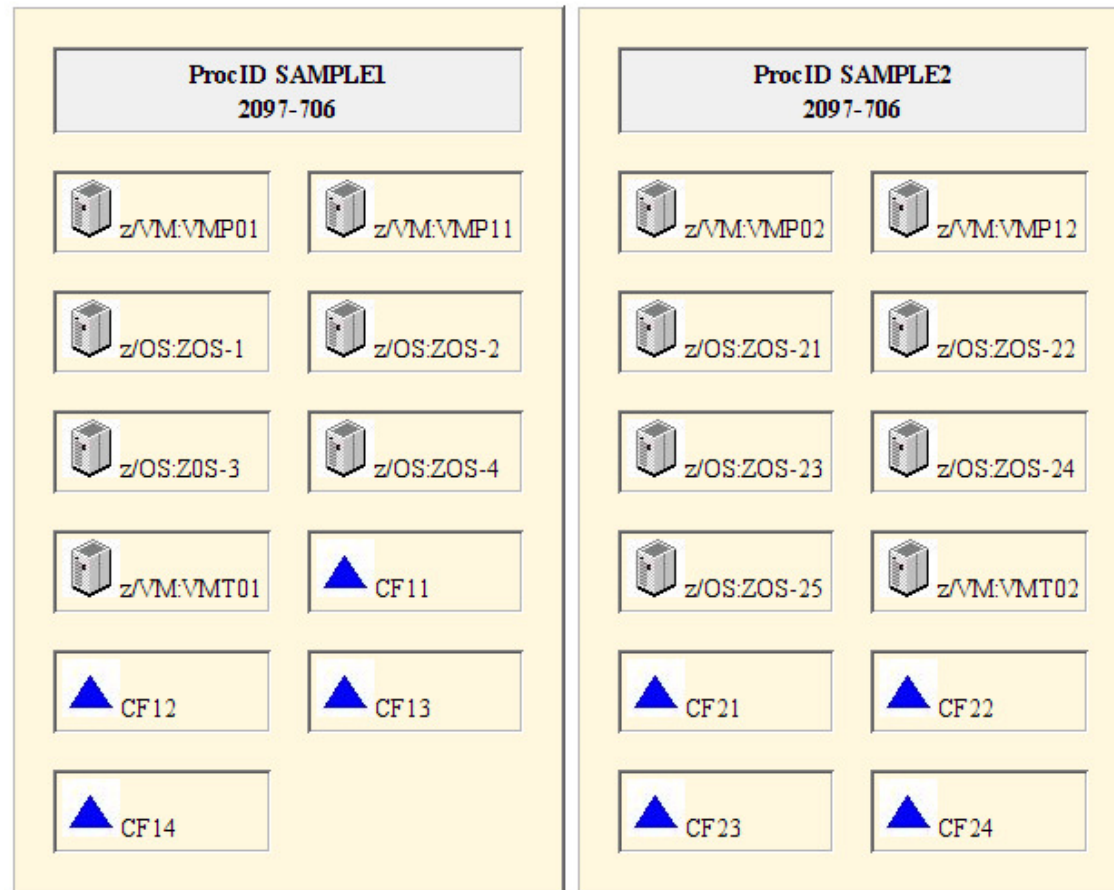 ProcID SAMPLE1
2097-706
z/VM:VMP01
z/VM:VMP11
z/OS:ZOS-1
z/OS:ZOS-2
z/OS:Z0S-3
z/OS:ZOS-4
z/VM:VMT01
CF11
CF12
CF13
CF14
ProcID SAMPLE2
2097-706
z/VM:VMP02
z/VM:VMP12
z/OS:ZOS-21
z/OS:ZOS-22
z/OS:ZOS-23
z/OS:ZOS-24
z/OS:ZOS-25
z/VM:VMT02
CF21
CF22
CF23
CF24